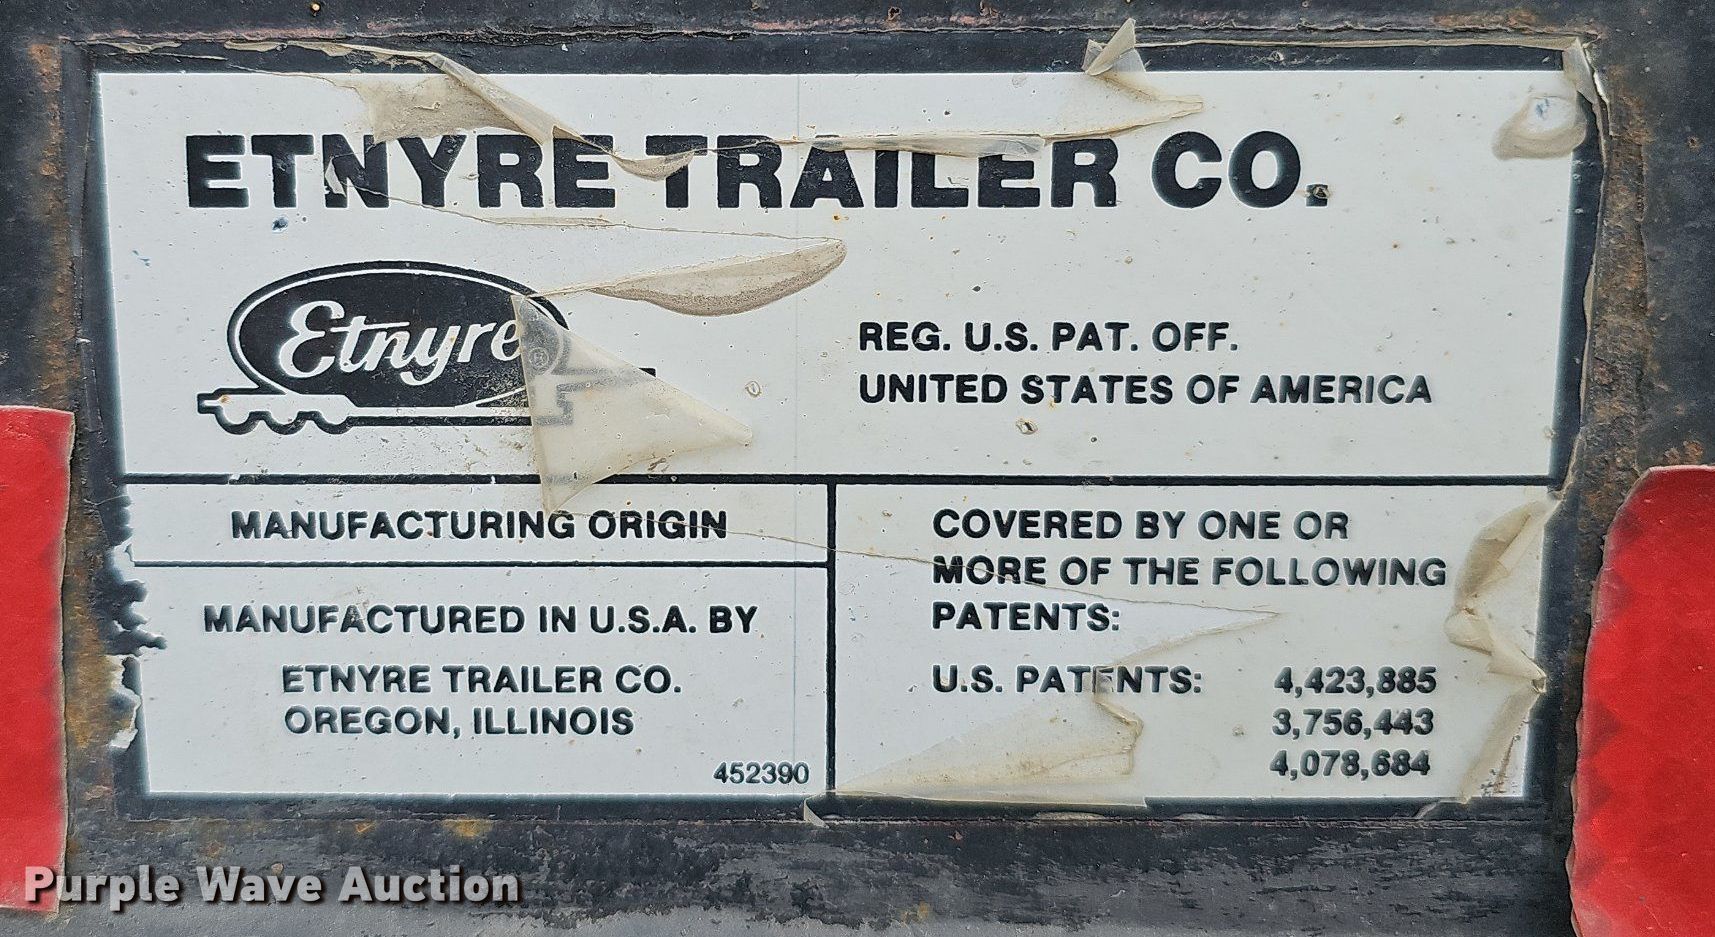 ETNYRE TRAILER CO.
Etnyre®
REG. U.S. PAT. OFF.
UNITED STATES OF AMERICA
MANUFACTURING ORIGIN
MANUFACTURED IN U.S.A. BY
ETNYRE TRAILER CO.
OREGON, ILLINOIS
452390
COVERED BY ONE OR
MORE OF THE FOLLOWING
PATENTS:
U.S. PATENTS: 4,423,885
3,756,443
4,078,684
Purple Wave Auction